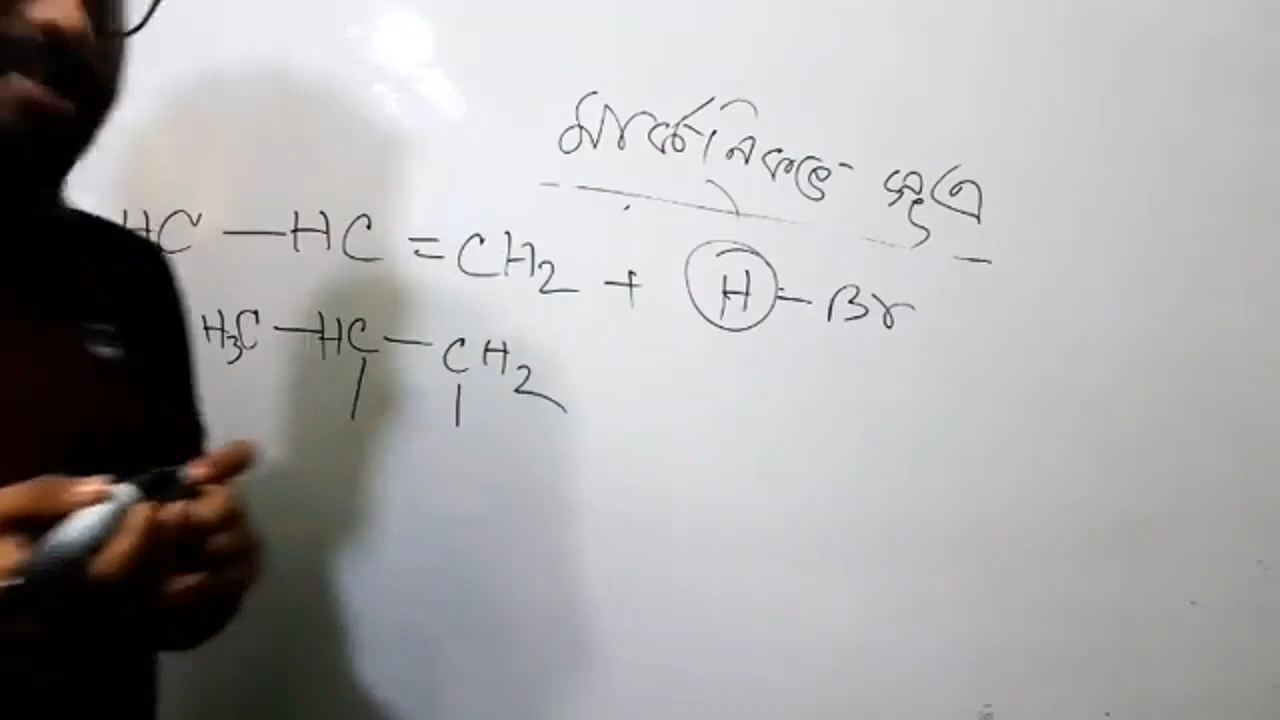 মার্কনিকভ সূত্র
HC — HC = CH2 + H – Br
H3C — HC — CH2